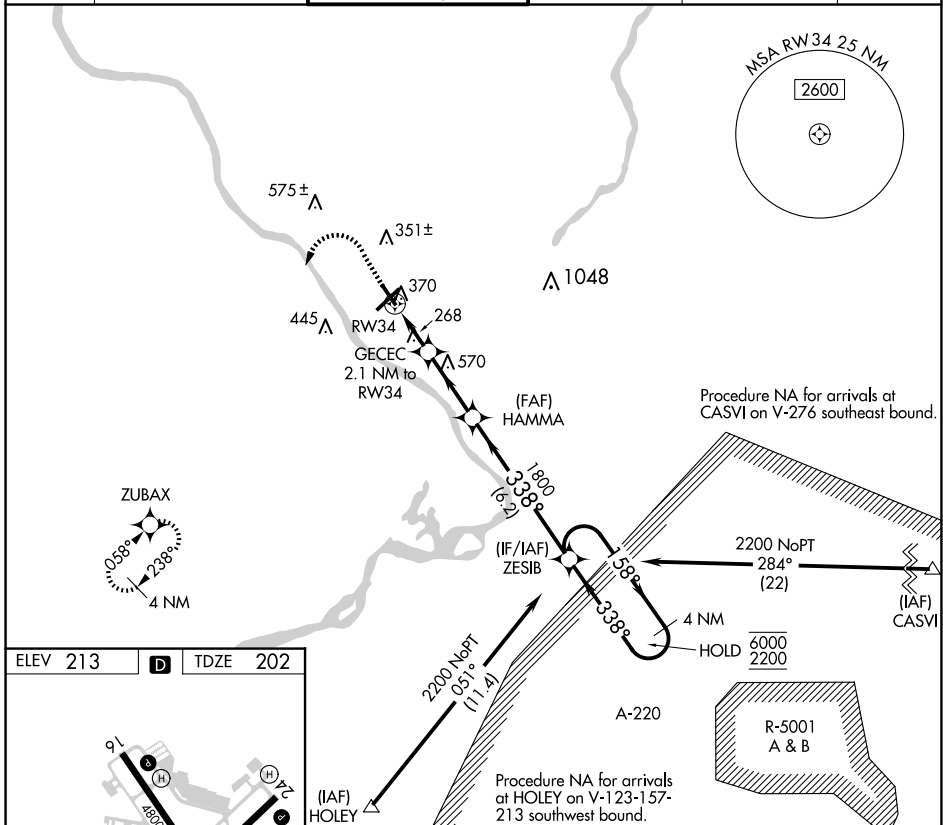 MSA RW34 25 NM
2600
575±
351±
1048
370
445
RW34
268
GECEC
2.1 NM to
RW34
570
(FAF)
HAMMA
Procedure NA for arrivals at
CASVI on V-276 southeast bound.
1800
338°
(6.2)
ZUBAX
058°
238°
4 NM
(IF/IAF)
ZESIB
158°
338°
2200 NoPT
284°
(22)
(IAF)
CASVI
4 NM
HOLD
6000
2200
2200 NoPT
051°
(11.4)
A-220
R-5001
A & B
(IAF)
HOLEY
Procedure NA for arrivals
at HOLEY on V-123-157-
213 southwest bound.
ELEV 213
D
TDZE 202
16
P
H
4800
H
24
P